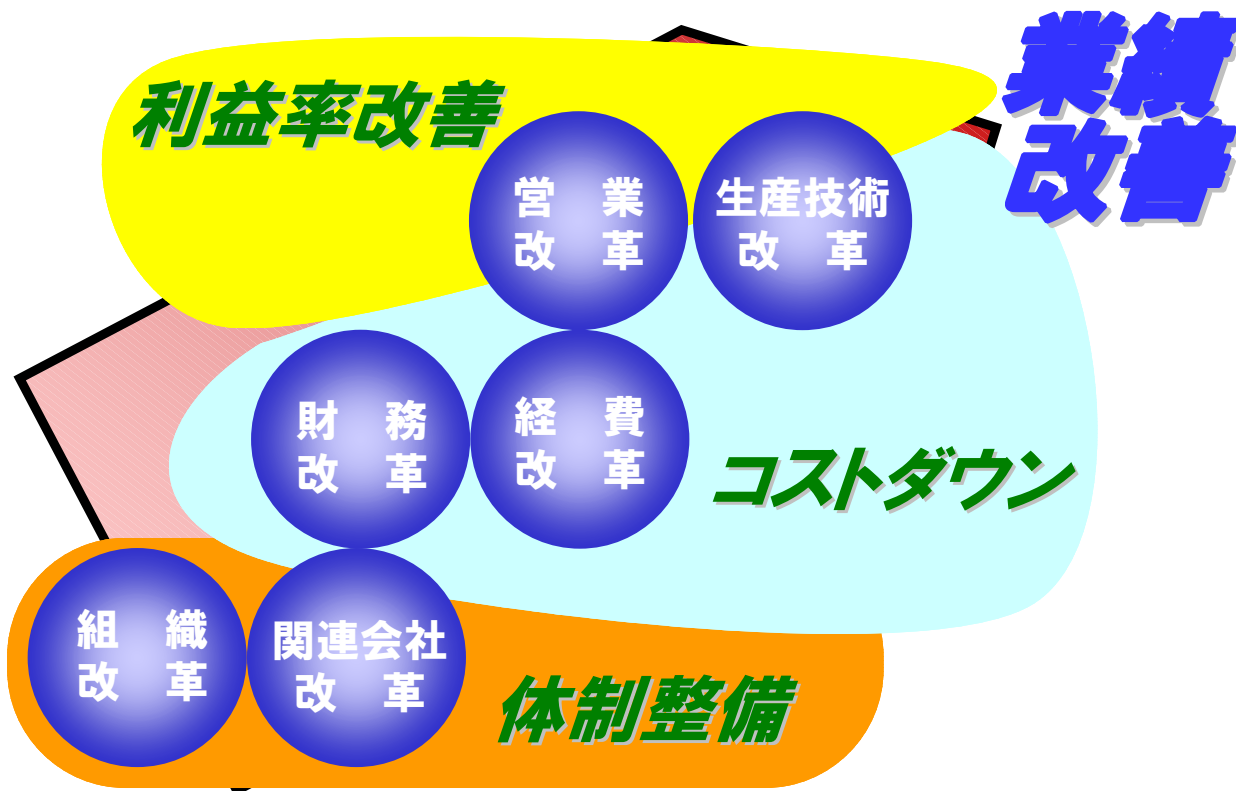 業績
改善
利益率改善
営　業
改　革
生産技術
改　革
財　務
改　革
経　費
改　革
コストダウン
組　織
改　革
関連会社
改　革
体制整備